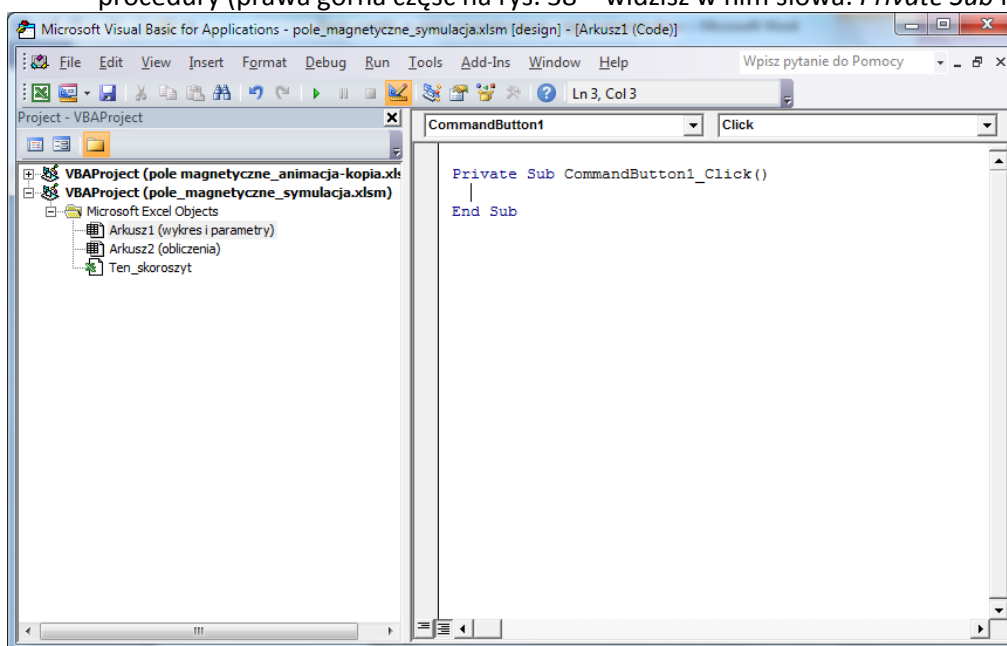 procedury (prawa górna część na rys. 38 – widzisz w nim słowa: Private Sub
Microsoft Visual Basic for Applications - pole_magnetyczne_symulacja.xlsm [design] - [Arkusz1 (Code)]
File Edit View Insert Format Debug Run Tools Add-Ins Window Help Wpisz pytanie do Pomocy
Ln 3, Col 3
Project - VBAProject
CommandButton1 Click
VBAProject (pole magnetyczne_animacja-kopia.xls
VBAProject (pole_magnetyczne_symulacja.xlsm)
Microsoft Excel Objects
Arkusz1 (wykres i parametry)
Arkusz2 (obliczenia)
Ten_skoroszyt
Private Sub CommandButton1_Click()
End Sub